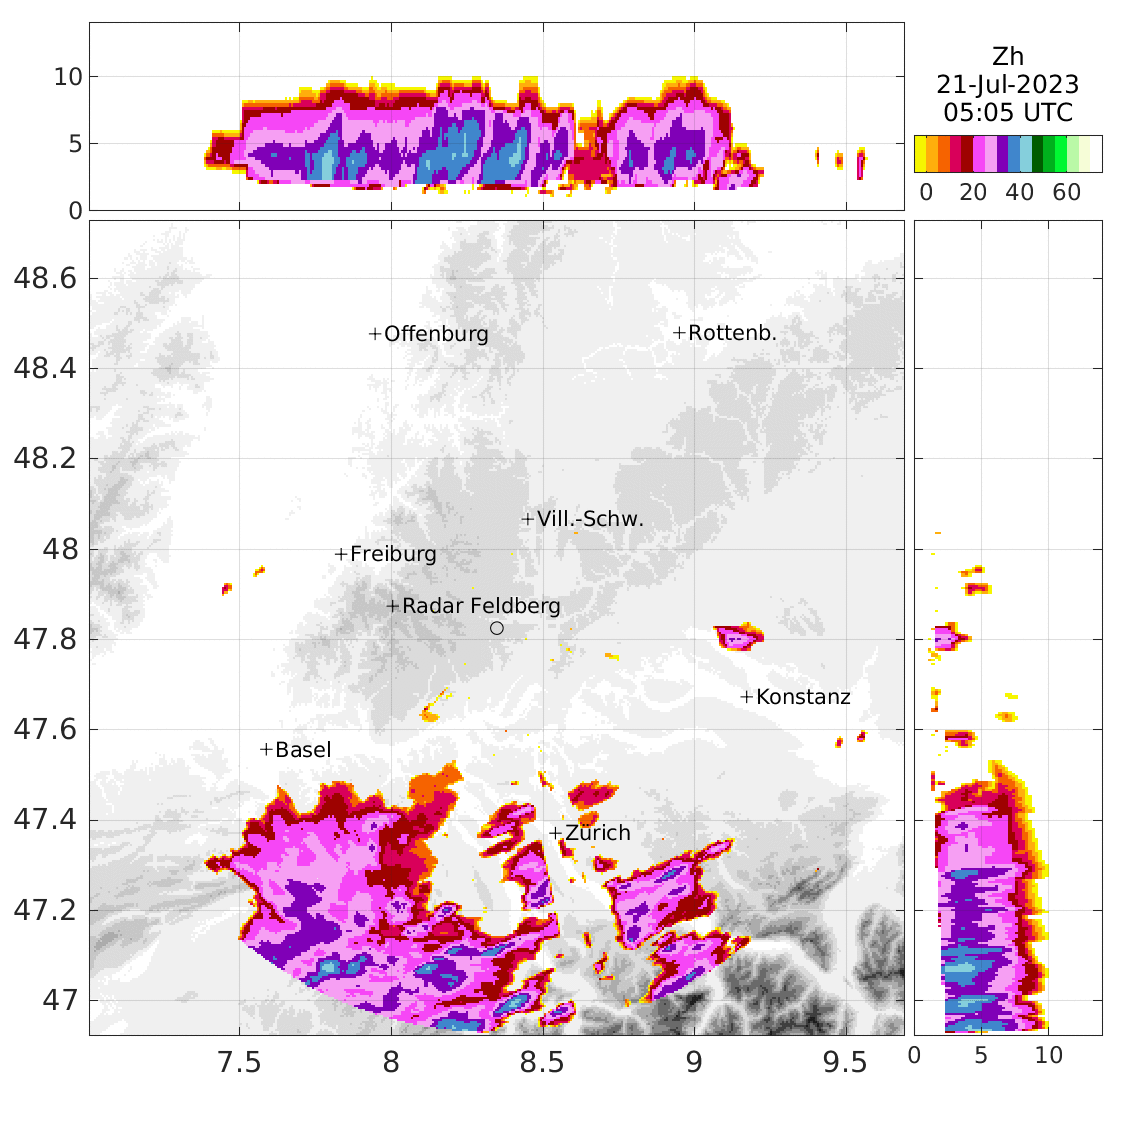 Zh
21-Jul-2023
05:05 UTC
0 20 40 60
10
5
0
48.6
48.4
48.2
48
47.8
47.6
47.4
47.2
47
+Offenburg
+Rottenb.
+Vill.-Schw.
+Freiburg
+Radar Feldberg
+Konstanz
+Basel
+Zürich
7.5 8 8.5 9 9.5
0 5 10